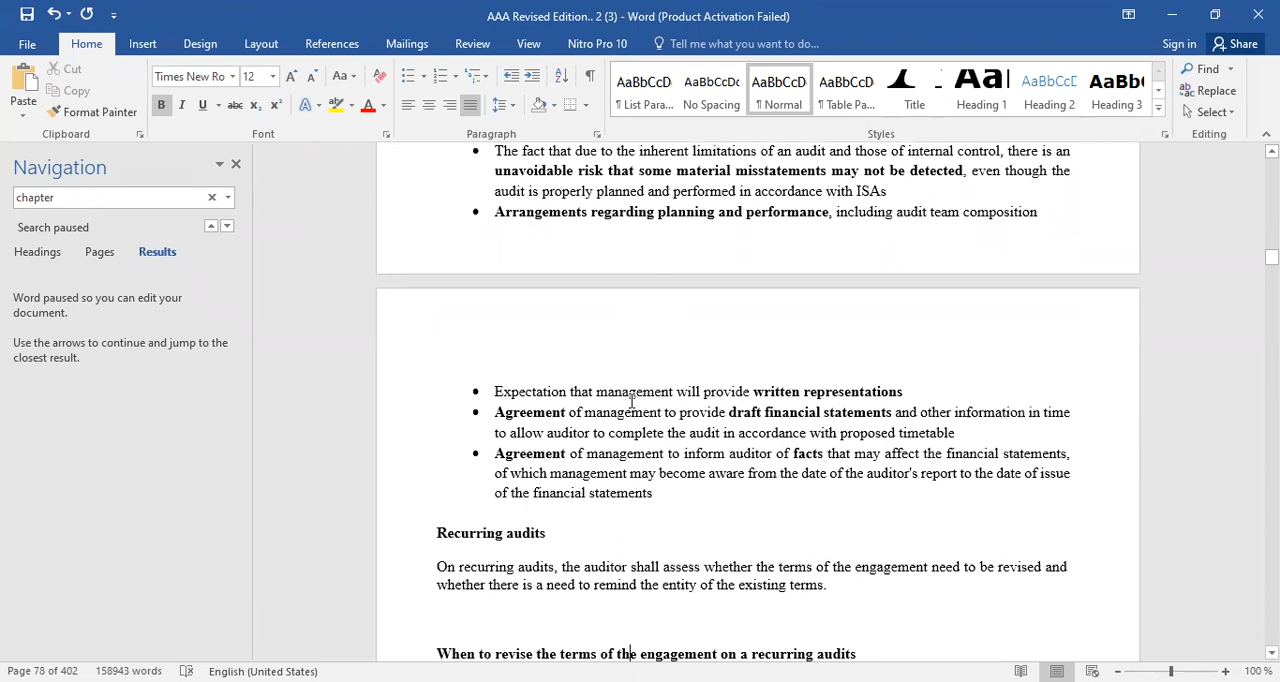 AAA Revised Edition.. 2 (3) - Word (Product Activation Failed)
File Home Insert Design Layout References Mailings Review View Nitro Pro 10 Tell me what you want to do... Sign in Share
Paste
Cut
Copy
Format Painter
Clipboard
Times New Ro 12
Font
Paragraph
AaBbCcD AaBbCcDc AaBbCcD AaBbCcD AaBbCcD AaBbC
¶ List Para... No Spacing ¶ Normal ¶ Table Pa... Title Heading 1 Heading 2 Heading 3
Styles
Find
Replace
Select
Editing
Navigation
chapter
Search paused
Headings Pages Results
Word paused so you can edit your
document.
Use the arrows to continue and jump to the
closest result.
• The fact that due to the inherent limitations of an audit and those of internal control, there is an
unavoidable risk that some material misstatements may not be detected, even though the
audit is properly planned and performed in accordance with ISAs
• Arrangements regarding planning and performance, including audit team composition
• Expectation that management will provide written representations
• Agreement of management to provide draft financial statements and other information in time
to allow auditor to complete the audit in accordance with proposed timetable
• Agreement of management to inform auditor of facts that may affect the financial statements,
of which management may become aware from the date of the auditor's report to the date of issue
of the financial statements
Recurring audits
On recurring audits, the auditor shall assess whether the terms of the engagement need to be revised and
whether there is a need to remind the entity of the existing terms.
When to revise the terms of the engagement on a recurring audits
Page 78 of 402 158943 words English (United States) 100 %